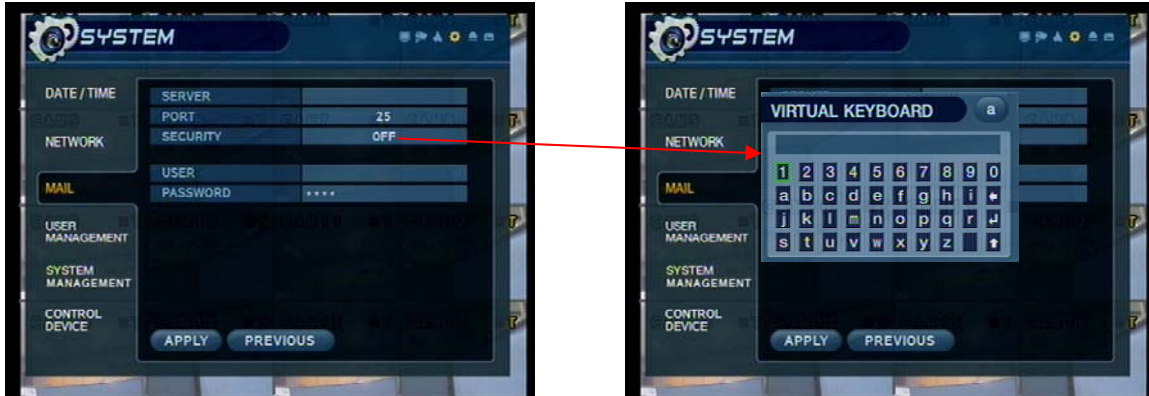 SYSTEM
DATE / TIME
NETWORK
MAIL
USER
MANAGEMENT
SYSTEM
MANAGEMENT
CONTROL
DEVICE
SERVER
PORT 25
SECURITY OFF
USER
PASSWORD ••••
APPLY PREVIOUS
SYSTEM
DATE / TIME
NETWORK
MAIL
USER
MANAGEMENT
SYSTEM
MANAGEMENT
CONTROL
DEVICE
VIRTUAL KEYBOARD a
1 2 3 4 5 6 7 8 9 0
a b c d e f g h i ←
j k l m n o p q r ↵
s t u v w x y z ↑
APPLY PREVIOUS